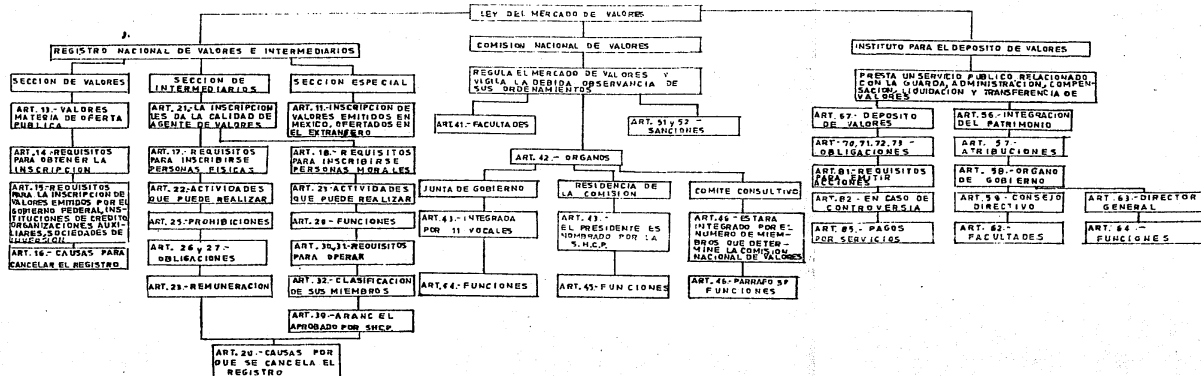 LEY DEL MERCADO DE VALORES
REGISTRO NACIONAL DE VALORES E INTERMEDIARIOS
SECCION DE VALORES
ART. 13.- VALORES
MATERIA DE OFERTA
PUBLICA
ART. 14.- REQUISITOS
PARA OBTENER LA
INSCRIPCION
ART. 15.- REQUISITOS
PARA LA INSCRIPCION DE
VALORES EMITIDOS POR EL
GOBIERNO FEDERAL, INS-
TITUCIONES DE CREDITO,
ORGANIZACIONES AUXI-
LIARES, SOCIEDADES DE
INVERSION
ART. 16.- CAUSAS PARA
CANCELAR EL REGISTRO
SECCION DE
INTERMEDIARIOS
ART. 21.- LA INSCRIPCION
LES DA LA CALIDAD DE
AGENTE DE VALORES
ART. 17.- REQUISITOS
PARA INSCRIBIRSE
PERSONAS FISICAS
ART. 22.- ACTIVIDADES
QUE PUEDE REALIZAR
ART. 25.- PROHIBICIONES
ART. 26 y 27.-
OBLIGACIONES
ART. 23.- REMUNERACION
SECCION ESPECIAL
ART. 11.- INSCRIPCION DE
VALORES EMITIDOS EN
MEXICO, OFERTADOS EN
EL EXTRANJERO
ART. 18.- REQUISITOS
PARA INSCRIBIRSE
PERSONAS MORALES
ART. 21.- ACTIVIDADES
QUE PUEDE REALIZAR
ART. 28 - FUNCIONES
ART. 30, 31.- REQUISITOS
PARA OPERAR
ART. 32.- CLASIFICACION
DE SUS MIEMBROS
ART. 39.- ARANCEL
APROBADO POR SHCP.
ART. 20.- CAUSAS POR
QUE SE CANCELA EL
REGISTRO
COMISION NACIONAL DE VALORES
REGULA EL MERCADO DE VALORES Y
VIGILA LA DEBIDA OBSERVANCIA DE
SUS ORDENAMIENTOS
ART. 41.- FACULTADES
ART. 51 y 52 -
SANCIONES
ART. 42.- ORGANOS
JUNTA DE GOBIERNO
ART. 43.- INTEGRADA
POR 11 VOCALES
ART. 44.- FUNCIONES
RESIDENCIA DE
LA COMISION
ART. 43.-
EL PRESIDENTE ES
NOMBRADO POR LA
S.H.C.P.
ART. 45.- FUNCIONES
COMITE CONSULTIVO
ART. 46 - ESTARA
INTEGRADO POR EL
NUMERO DE MIEM-
BROS QUE DETER-
MINE LA COMISION
NACIONAL DE VALORES
ART. 46.- PARRAFO 3º
FUNCIONES
INSTITUTO PARA EL DEPOSITO DE VALORES
PRESTA UN SERVICIO PUBLICO RELACIONADO
CON LA GUARDA, ADMINISTRACION, COMPEN-
SACION, LIQUIDACION Y TRANSFERENCIA DE
VALORES
ART. 67 - DEPOSITO
DE VALORES
ART. 70, 71, 72, 73 -
OBLIGACIONES
ART. 81.- REQUISITOS
PARA EMITIR
ACCIONES
ART. 82 - EN CASO DE
CONTROVERSIA
ART. 85.- PAGOS
POR SERVICIOS
ART. 56.- INTEGRACION
DEL PATRIMONIO
ART. 57.-
ATRIBUCIONES
ART. 58.- ORGANO
DE GOBIERNO
ART. 59 - CONSEJO
DIRECTIVO
ART. 62.-
FACULTADES
ART. 63.- DIRECTOR
GENERAL
ART. 64.-
FUNCIONES